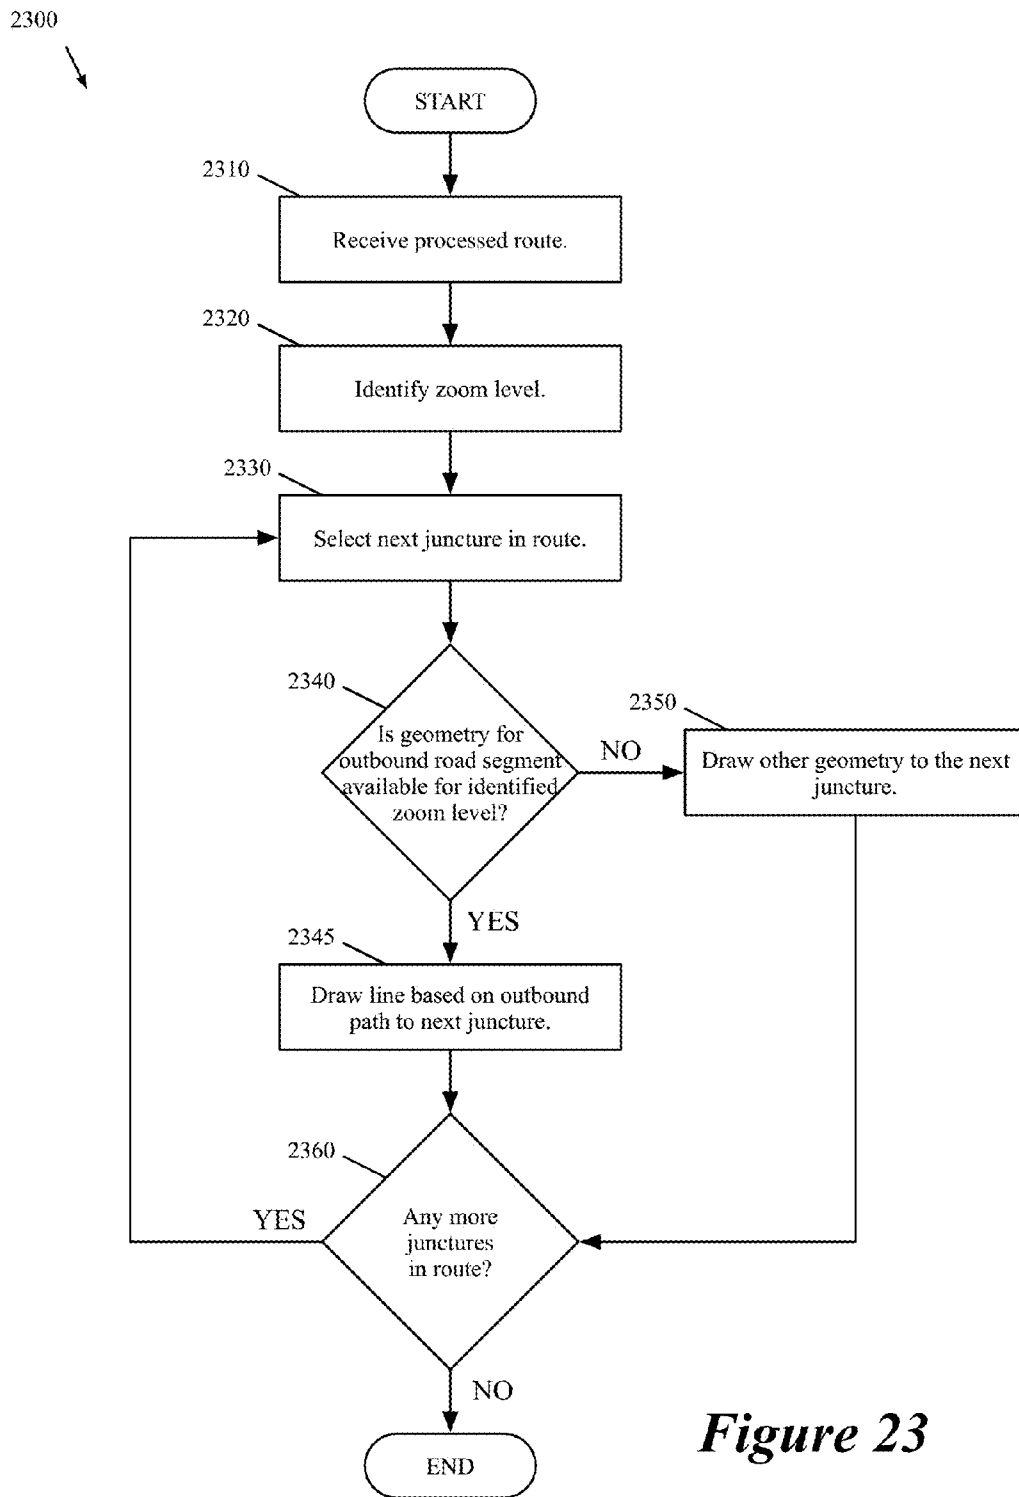 2300
START
2310
Receive processed route.
2320
Identify zoom level.
2330
Select next juncture in route.
2340
Is geometry for
outbound road segment
available for identified
zoom level?
NO
2350
Draw other geometry to the next
juncture.
YES
2345
Draw line based on outbound
path to next juncture.
2360
YES
Any more
junctures
in route?
NO
END
Figure 23